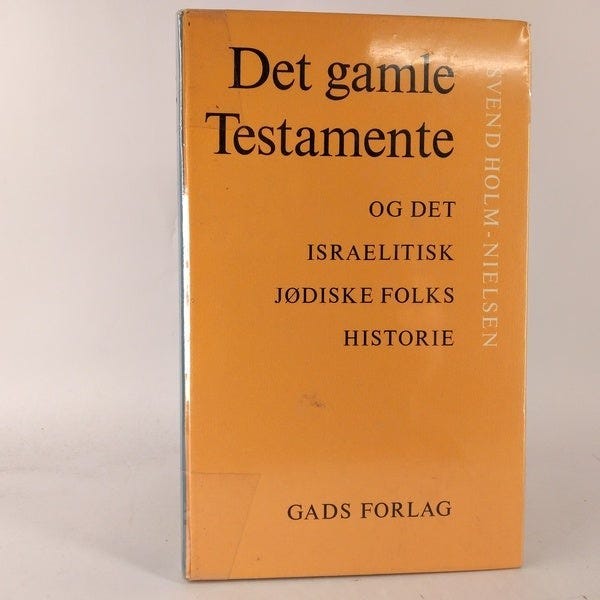 Det gamle
Testamente
OG DET
ISRAELITISK
JØDISKE FOLKS
HISTORIE
SVEND HOLM-NIELSEN
GADS FORLAG